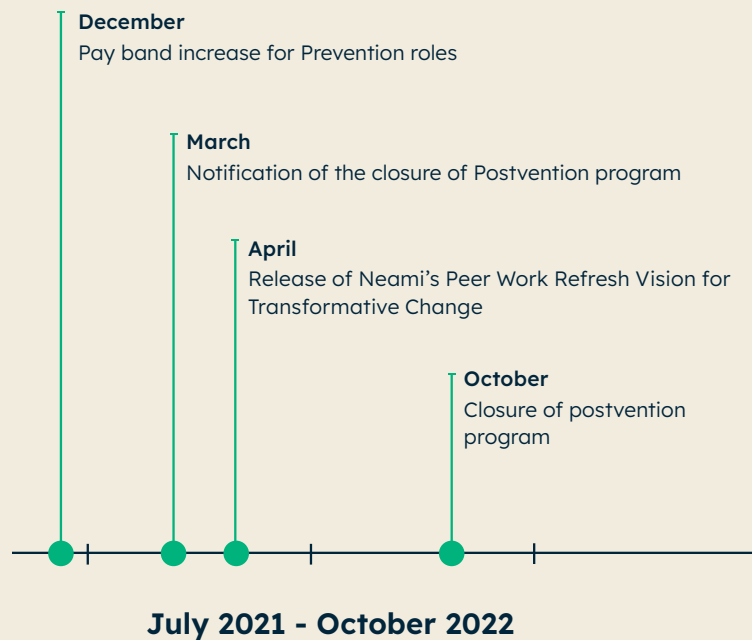 December
Pay band increase for Prevention roles
March
Notification of the closure of Postvention program
April
Release of Neami’s Peer Work Refresh Vision for
Transformative Change
October
Closure of postvention
program
July 2021 - October 2022